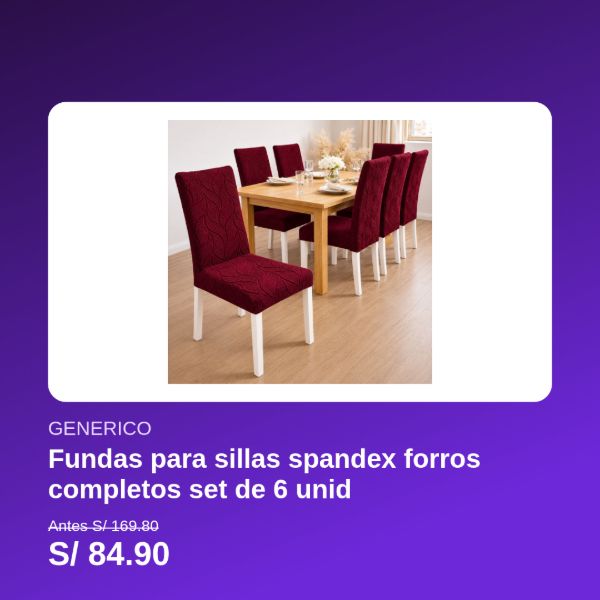 GENERICO
Fundas para sillas spandex forros
completos set de 6 unid
Antes S/ 169.80
S/ 84.90